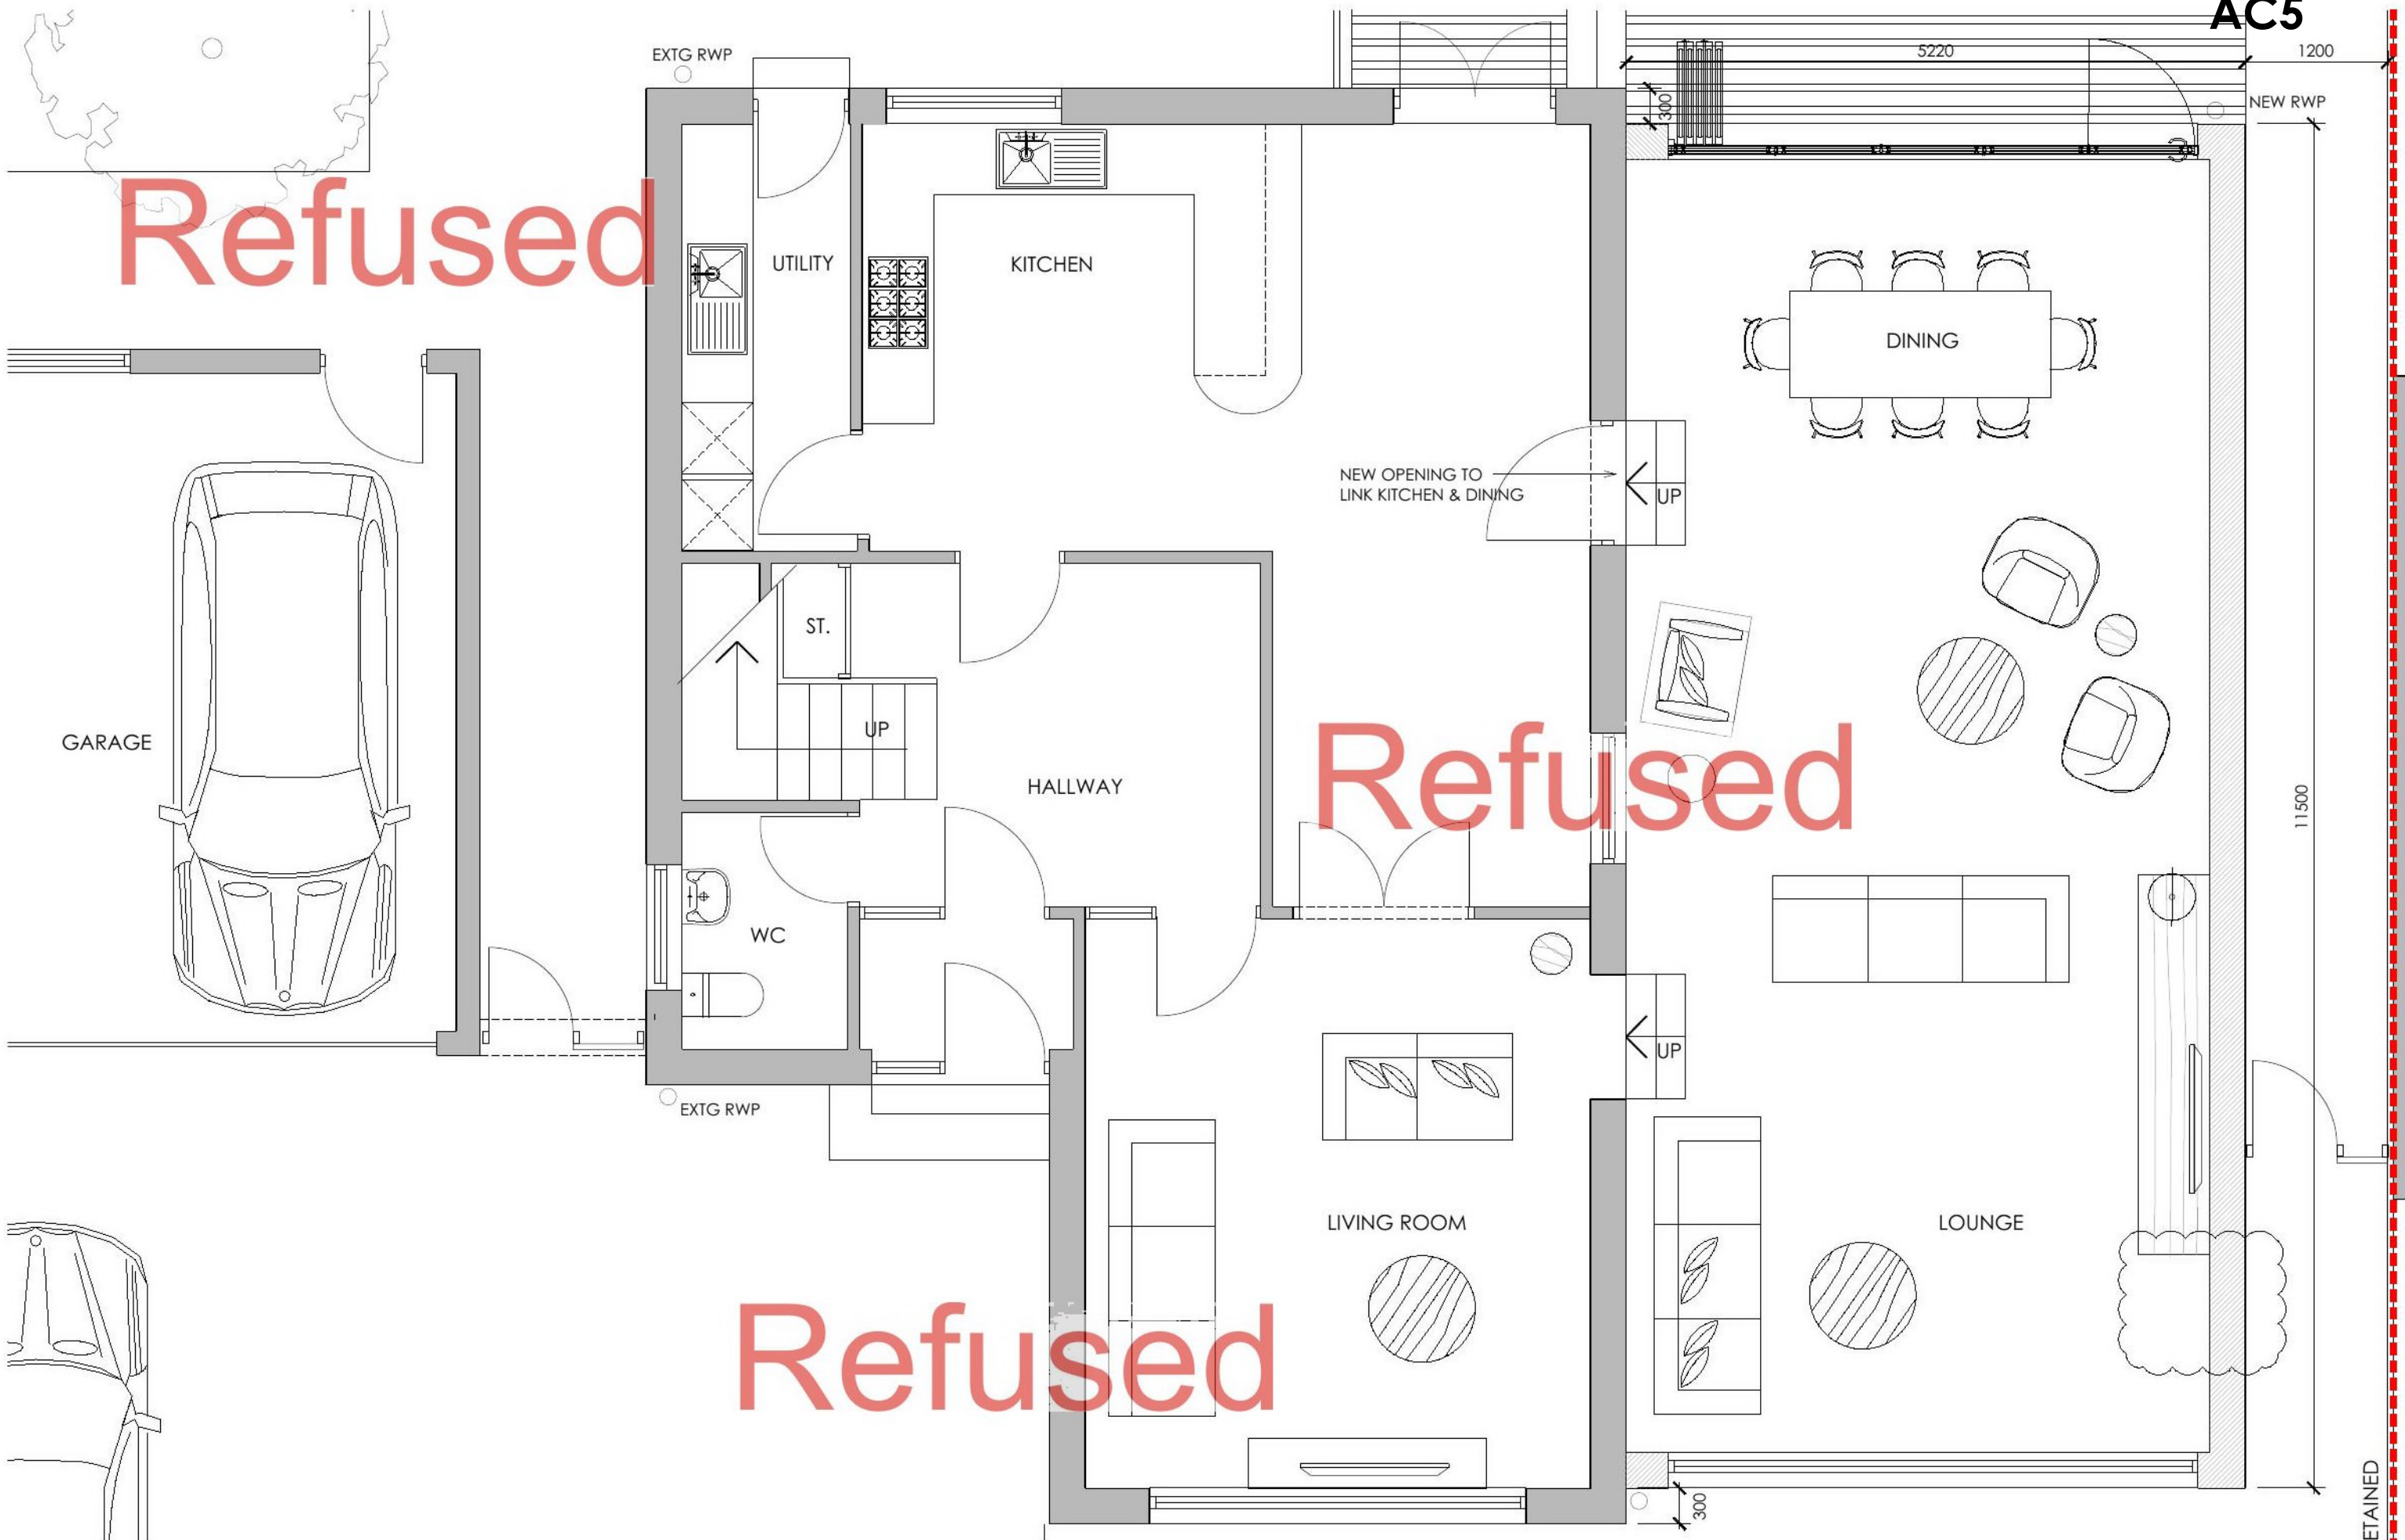 AC5
EXTG RWP
5220
1200
300
NEW RWP
Refused
UTILITY
KITCHEN
DINING
NEW OPENING TO
LINK KITCHEN & DINING
UP
ST.
UP
GARAGE
HALLWAY
Refused
11500
WC
UP
EXTG RWP
LIVING ROOM
LOUNGE
Refused
300
ETAINED